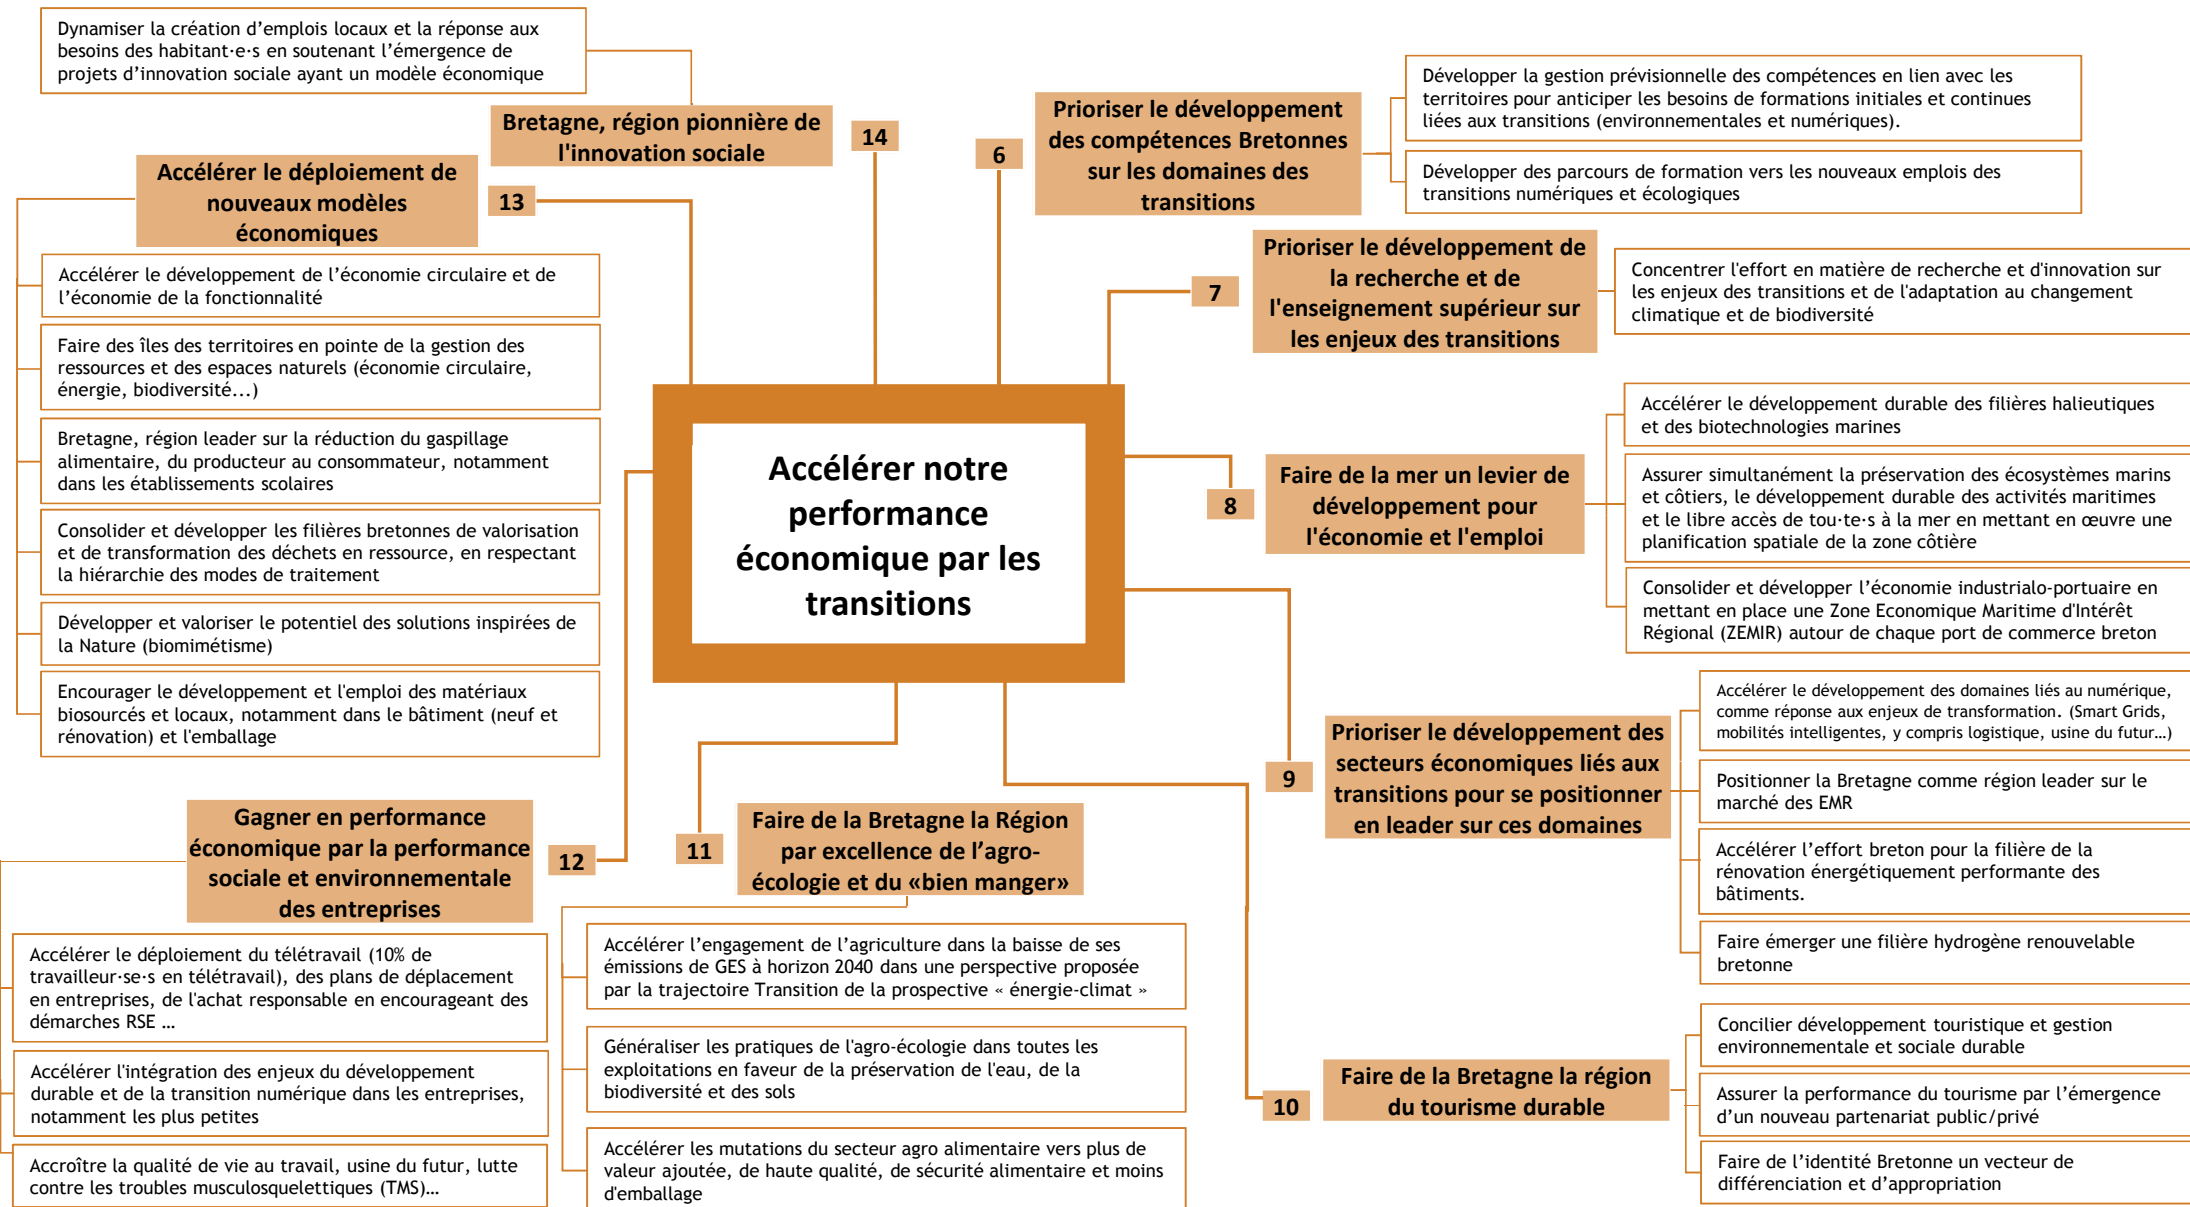 Accélérer notre
performance
économique par les
transitions
6
Prioriser le développement
des compétences Bretonnes
sur les domaines des
transitions
Développer la gestion prévisionnelle des compétences en lien avec les
territoires pour anticiper les besoins de formations initiales et continues
liées aux transitions (environnementales et numériques).
Développer des parcours de formation vers les nouveaux emplois des
transitions numériques et écologiques
7
Prioriser le développement de
la recherche et de
l'enseignement supérieur sur
les enjeux des transitions
Concentrer l'effort en matière de recherche et d'innovation sur
les enjeux des transitions et de l'adaptation au changement
climatique et de biodiversité
8
Faire de la mer un levier de
développement pour
l'économie et l'emploi
Accélérer le développement durable des filières halieutiques
et des biotechnologies marines
Assurer simultanément la préservation des écosystèmes marins
et côtiers, le développement durable des activités maritimes
et le libre accès de tou·te·s à la mer en mettant en œuvre une
planification spatiale de la zone côtière
Consolider et développer l’économie industrialo-portuaire en
mettant en place une Zone Economique Maritime d'Intérêt
Régional (ZEMIR) autour de chaque port de commerce breton
9
Prioriser le développement des
secteurs économiques liés aux
transitions pour se positionner
en leader sur ces domaines
Accélérer le développement des domaines liés au numérique,
comme réponse aux enjeux de transformation. (Smart Grids,
mobilités intelligentes, y compris logistique, usine du futur…)
Positionner la Bretagne comme région leader sur le
marché des EMR
Accélérer l’effort breton pour la filière de la
rénovation énergétiquement performante des
bâtiments.
Faire émerger une filière hydrogène renouvelable
bretonne
10
Faire de la Bretagne la région
du tourisme durable
Concilier développement touristique et gestion
environnementale et sociale durable
Assurer la performance du tourisme par l’émergence
d’un nouveau partenariat public/privé
Faire de l’identité Bretonne un vecteur de
différenciation et d’appropriation
11
Faire de la Bretagne la Région
par excellence de l’agro-
écologie et du «bien manger»
Accélérer l’engagement de l’agriculture dans la baisse de ses
émissions de GES à horizon 2040 dans une perspective proposée
par la trajectoire Transition de la prospective « énergie-climat »
Généraliser les pratiques de l'agro-écologie dans toutes les
exploitations en faveur de la préservation de l'eau, de la
biodiversité et des sols
Accélérer les mutations du secteur agro alimentaire vers plus de
valeur ajoutée, de haute qualité, de sécurité alimentaire et moins
d'emballage
12
Gagner en performance
économique par la performance
sociale et environnementale
des entreprises
Accélérer le déploiement du télétravail (10% de
travailleur·se·s en télétravail), des plans de déplacement
en entreprises, de l'achat responsable en encourageant des
démarches RSE …
Accélérer l'intégration des enjeux du développement
durable et de la transition numérique dans les entreprises,
notamment les plus petites
Accroître la qualité de vie au travail, usine du futur, lutte
contre les troubles musculosquelettiques (TMS)…
13
Accélérer le déploiement de
nouveaux modèles
économiques
Accélérer le développement de l’économie circulaire et de
l’économie de la fonctionnalité
Faire des îles des territoires en pointe de la gestion des
ressources et des espaces naturels (économie circulaire,
énergie, biodiversité...)
Bretagne, région leader sur la réduction du gaspillage
alimentaire, du producteur au consommateur, notamment
dans les établissements scolaires
Consolider et développer les filières bretonnes de valorisation
et de transformation des déchets en ressource, en respectant
la hiérarchie des modes de traitement
Développer et valoriser le potentiel des solutions inspirées de
la Nature (biomimétisme)
Encourager le développement et l'emploi des matériaux
biosourcés et locaux, notamment dans le bâtiment (neuf et
rénovation) et l'emballage
14
Bretagne, région pionnière de
l'innovation sociale
Dynamiser la création d’emplois locaux et la réponse aux
besoins des habitant·e·s en soutenant l’émergence de
projets d’innovation sociale ayant un modèle économique